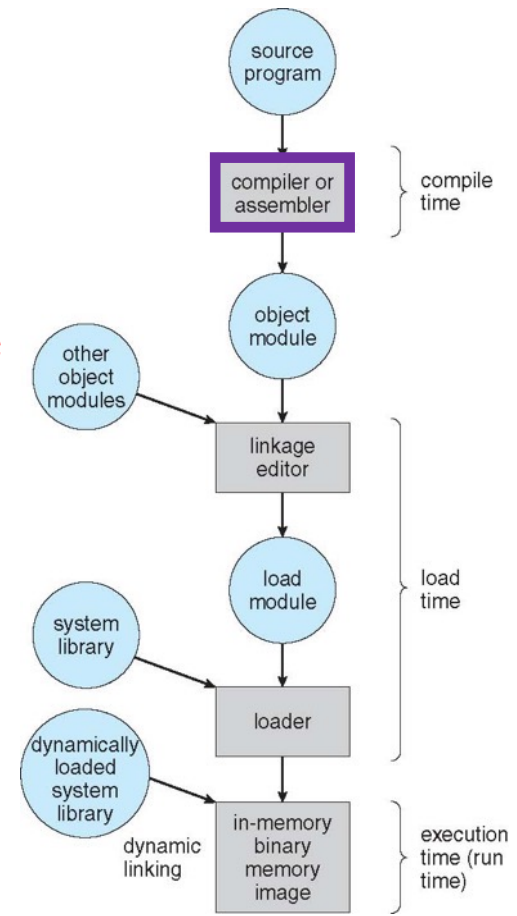 source
program
compiler or
assembler
compile
time
object
module
other
object
modules
linkage
editor
load
module
load
time
system
library
loader
dynamically
loaded
system
library
dynamic
linking
in-memory
binary
memory
image
execution
time (run
time)